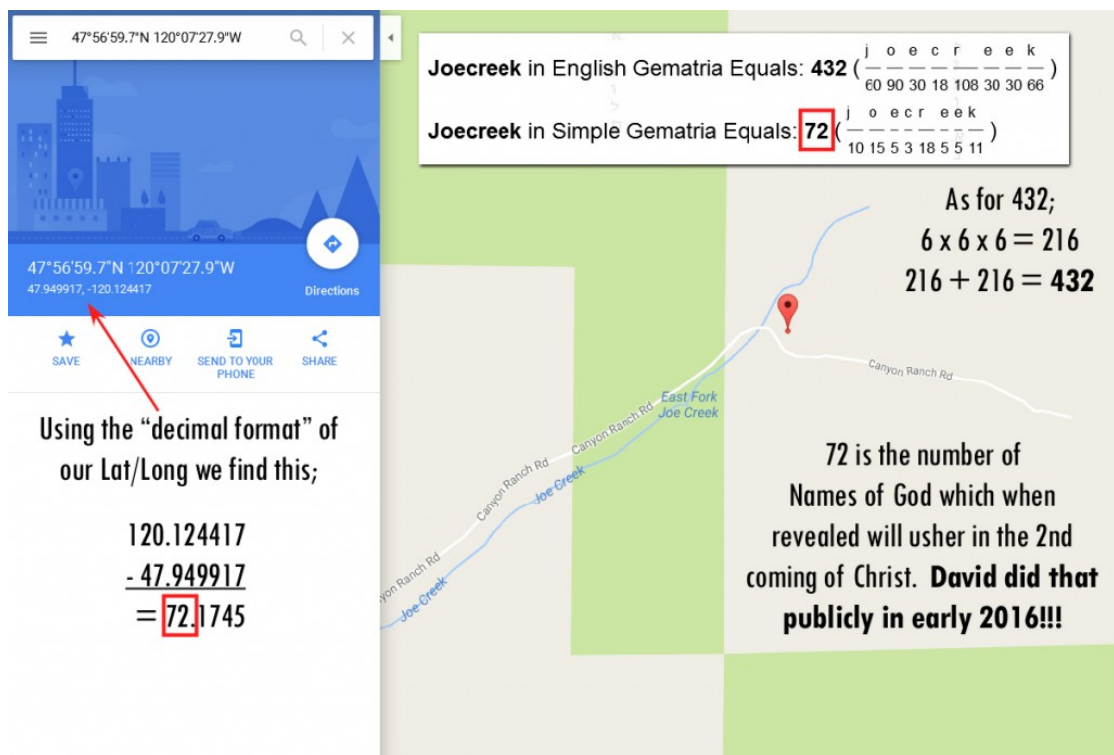 47°56'59.7"N 120°07'27.9"W
47°56'59.7"N 120°07'27.9"W
47.949917, -120.124417
Directions
SAVE
NEARBY
SEND TO YOUR
PHONE
SHARE
Using the “decimal format” of
our Lat/Long we find this;
120.124417
- 47.949917
= 72.1745
Joecreek in English Gematria Equals: 432 ( j o e c r e e k
60 90 30 18 108 30 30 66 )
Joecreek in Simple Gematria Equals: 72 ( j o e c r e e k
10 15 5 3 18 5 5 11 )
As for 432;
6 x 6 x 6 = 216
216 + 216 = 432
Canyon Ranch Rd
East Fork
Joe Creek
Canyon Ranch Rd
Canyon Ranch Rd
Joe Creek
yon Ranch Rd
Joe Creek
72 is the number of
Names of God which when
revealed will usher in the 2nd
coming of Christ. David did that
publicly in early 2016!!!